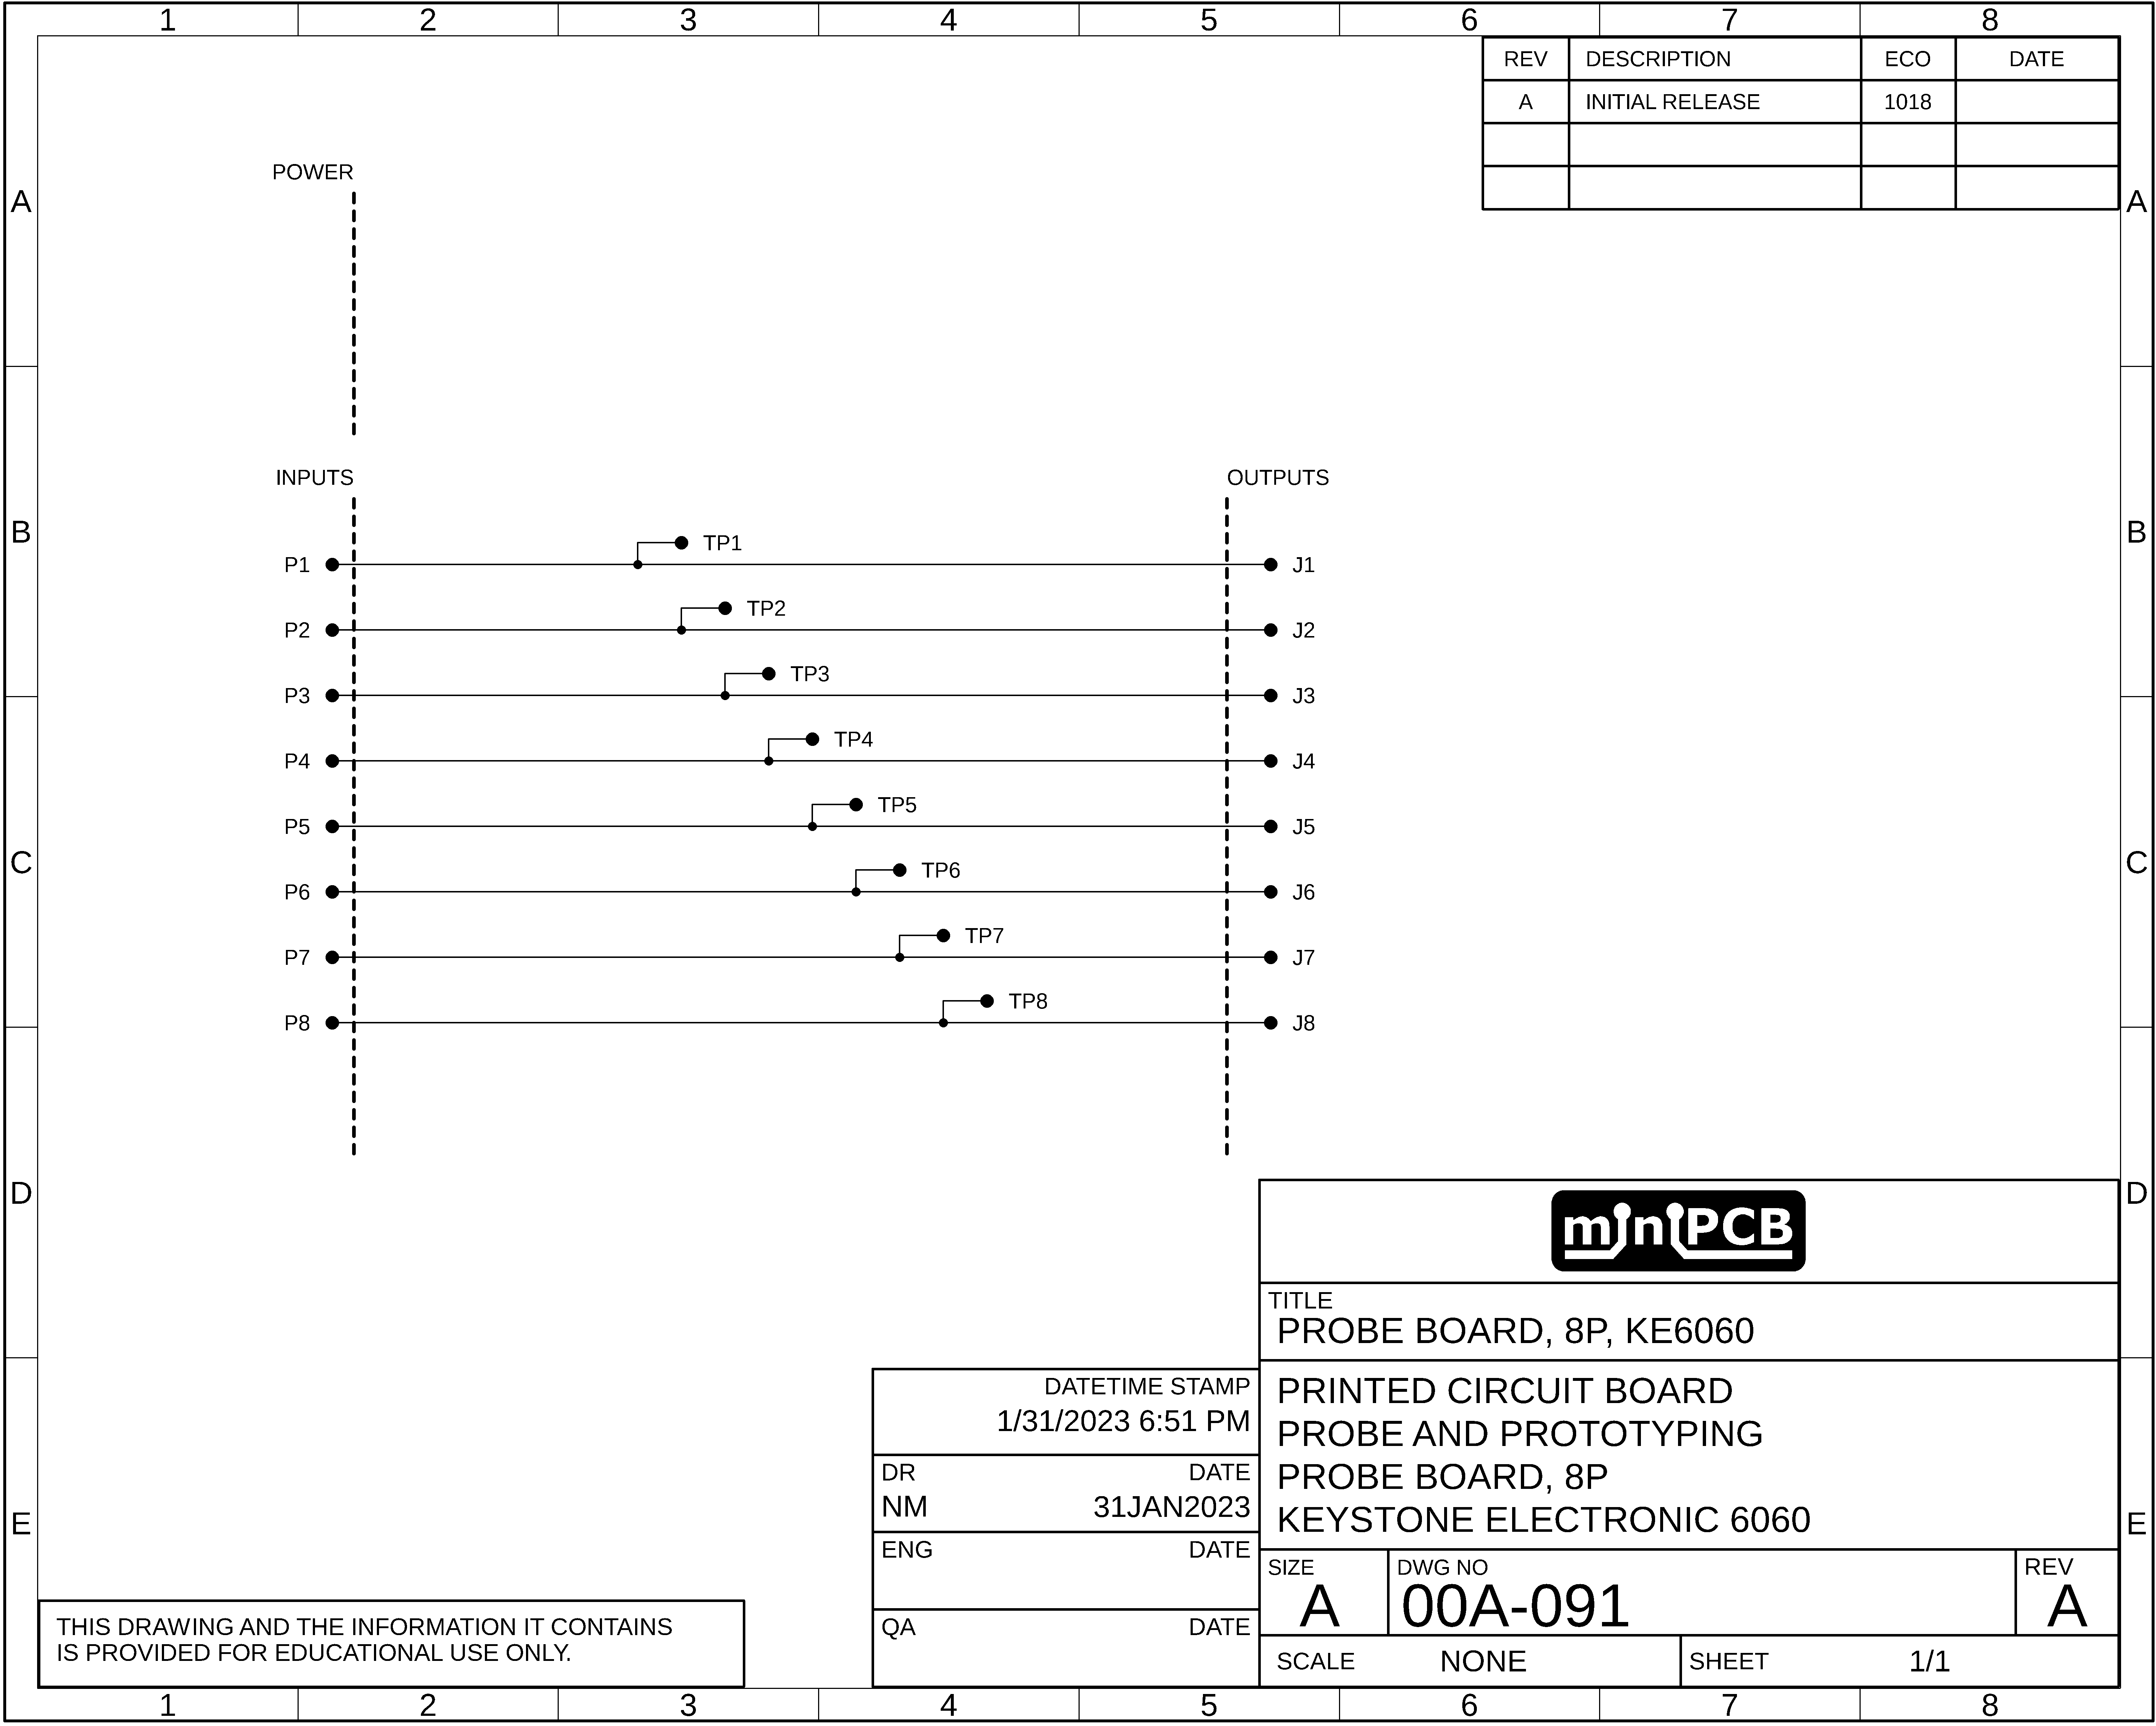 1 2 3 4 5 6 7 8
REV DESCRIPTION ECO DATE
A INITIAL RELEASE 1018
POWER
A A
INPUTS OUTPUTS
B B
TP1
P1 J1
TP2
P2 J2
TP3
P3 J3
TP4
P4 J4
TP5
P5 J5
C C
TP6
P6 J6
TP7
P7 J7
TP8
P8 J8
D D
miniPCB
TITLE
PROBE BOARD, 8P, KE6060
DATETIME STAMP
1/31/2023 6:51 PM
PRINTED CIRCUIT BOARD
PROBE AND PROTOTYPING
PROBE BOARD, 8P
KEYSTONE ELECTRONIC 6060
DR DATE
NM 31JAN2023
E E
ENG DATE
QA DATE
SIZE DWG NO REV
A 00A-091 A
SCALE NONE SHEET 1/1
THIS DRAWING AND THE INFORMATION IT CONTAINS
IS PROVIDED FOR EDUCATIONAL USE ONLY.
1 2 3 4 5 6 7 8